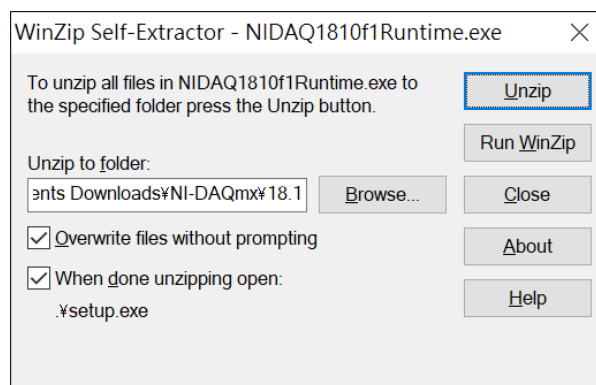 WinZip Self-Extractor - NIDAQ1810f1Runtime.exe
To unzip all files in NIDAQ1810f1Runtime.exe to
the specified folder press the Unzip button.
Unzip to folder:
ents Downloads¥NI-DAQmx¥18.1
Browse...
Overwrite files without prompting
When done unzipping open:
.¥setup.exe
Unzip
Run WinZip
Close
About
Help